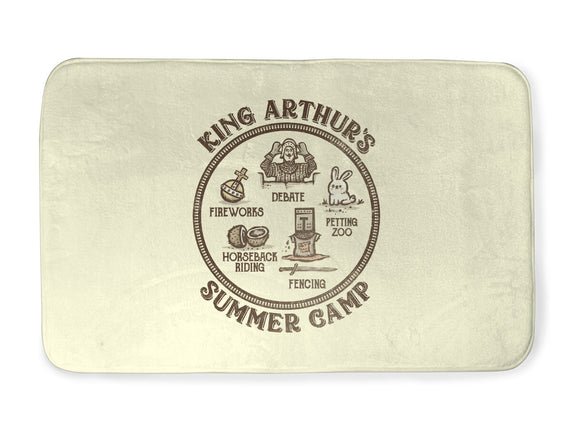 KING ARTHUR'S
DEBATE
FIREWORKS
PETTING
ZOO
HORSEBACK
RIDING
FENCING
SUMMER CAMP